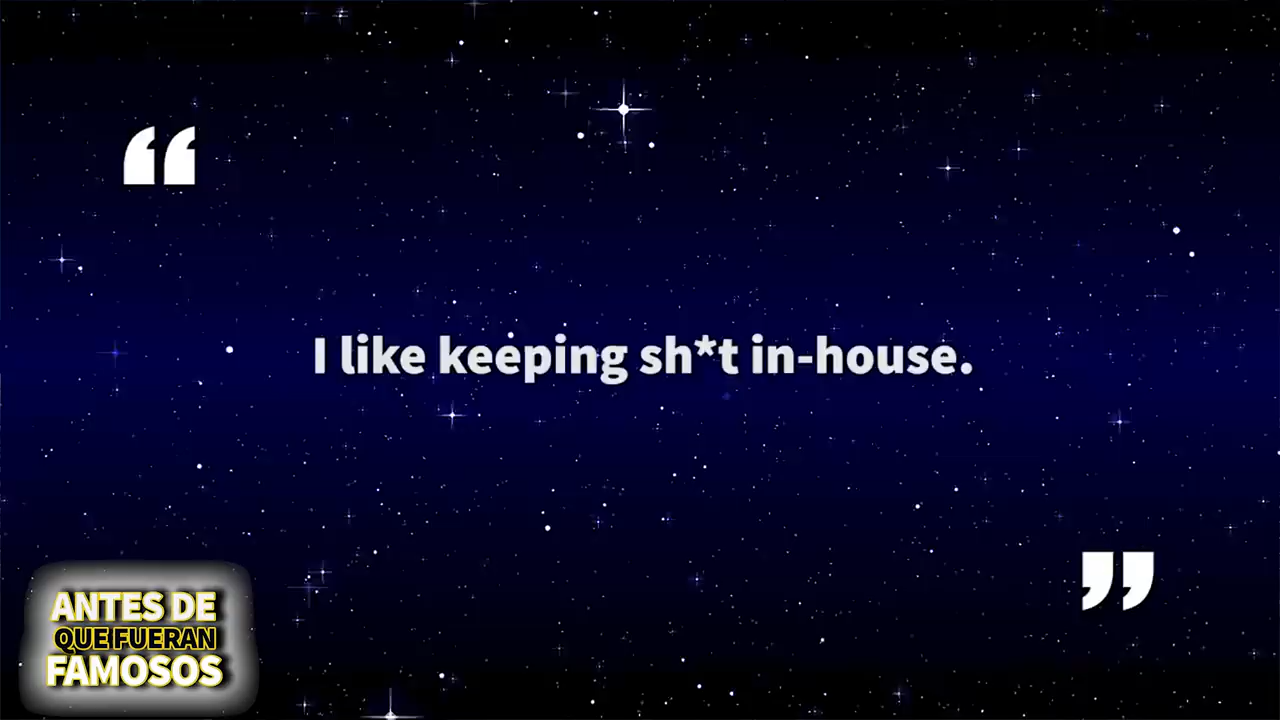 “
I like keeping sh*t in-house.
”
ANTES DE
QUE FUERAN
FAMOSOS